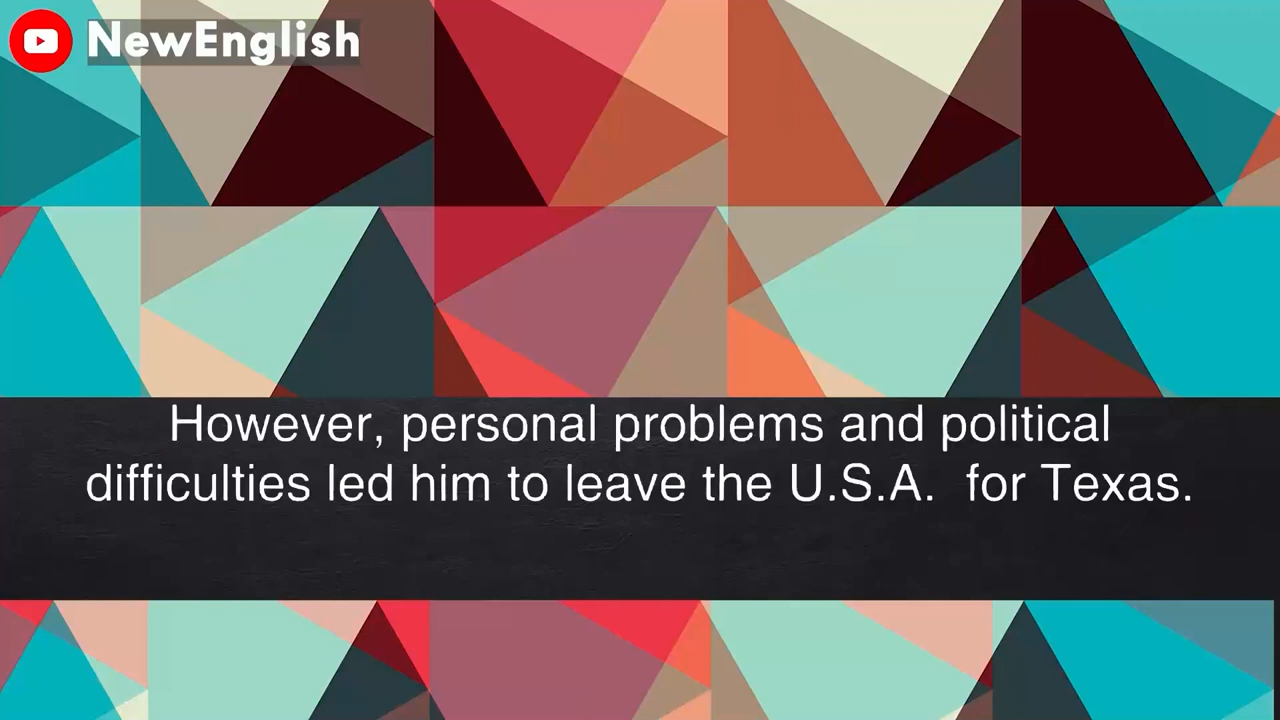 NewEnglish
However, personal problems and political
difficulties led him to leave the U.S.A.  for Texas.